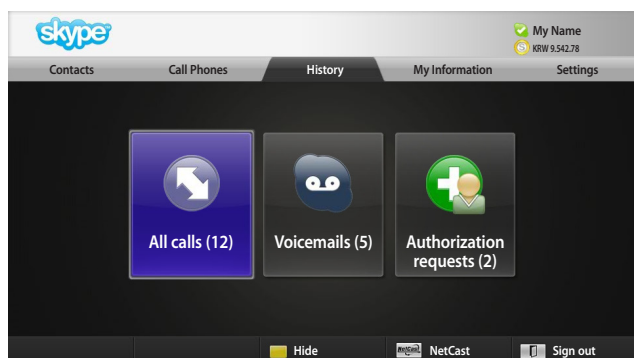 skype
My Name
KRW 9.542.78
Contacts Call Phones History My Information Settings
All calls (12) Voicemails (5) Authorization
requests (2)
Hide NetCast NetCast Sign out